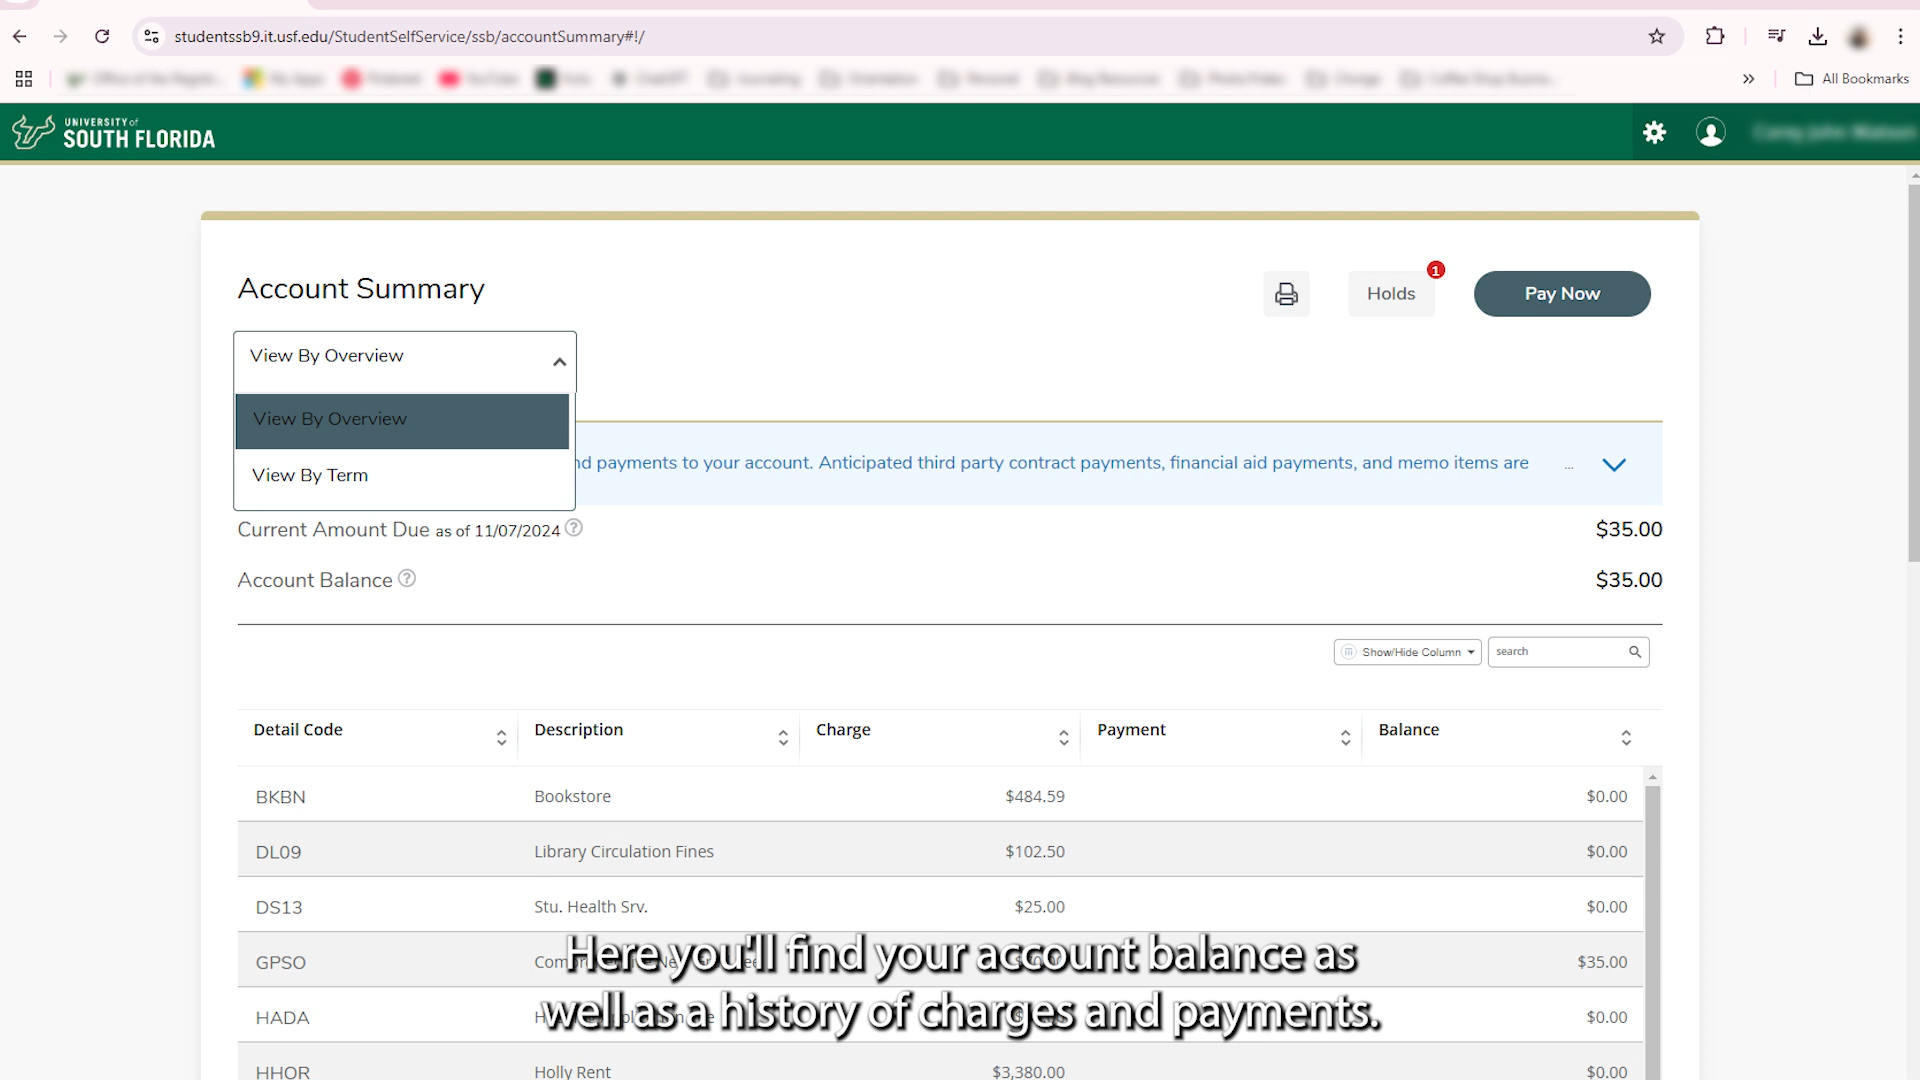 studentssb9.it.usf.edu/StudentSelfService/ssb/accountSummary#!/
All Bookmarks
UNIVERSITY of
SOUTH FLORIDA
Account Summary
Holds
1
Pay Now
View By Overview
View By Overview
View By Term
nd payments to your account. Anticipated third party contract payments, financial aid payments, and memo items are ...
Current Amount Due as of 11/07/2024 ?
$35.00
Account Balance ?
$35.00
Show/Hide Column
search
Detail Code Description Charge Payment Balance
BKBN Bookstore $484.59 $0.00
DL09 Library Circulation Fines $102.50 $0.00
DS13 Stu. Health Srv. $25.00 $0.00
GPSO $35.00
Here you'll find your account balance as
well as a history of charges and payments.
HADA $0.00
HHOR Holly Rent $3,380.00 $0.00